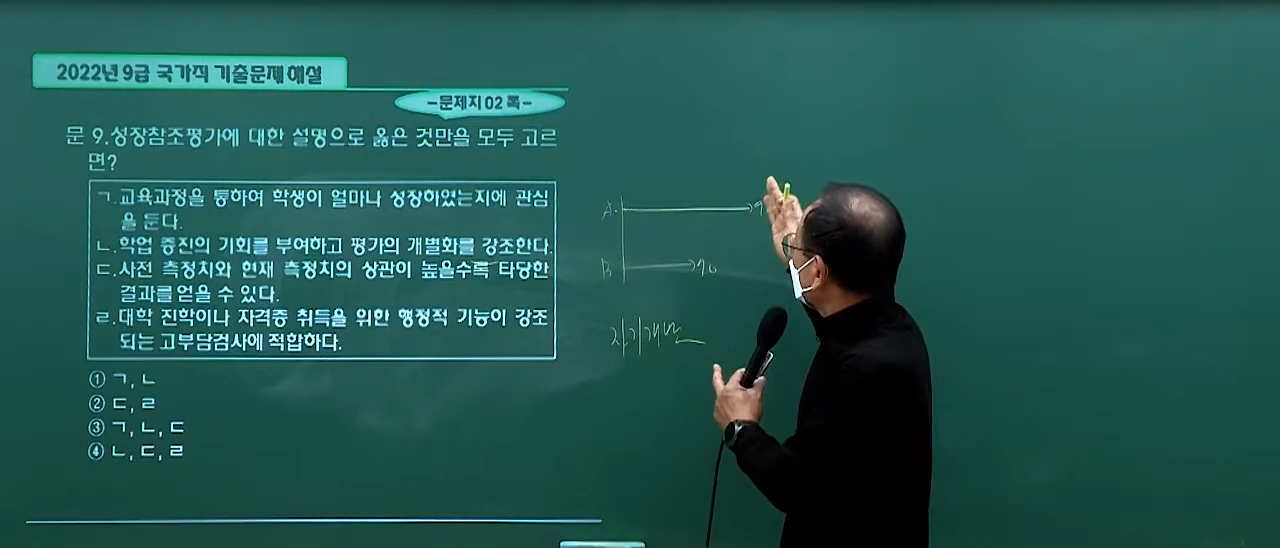 2022년 9급 국가직 기출문제 해설
-문제지 02 쪽-
문 9. 성장참조평가에 대한 설명으로 옳은 것만을 모두 고르
면?
ㄱ. 교육과정을 통하여 학생이 얼마나 성장하였는지에 관심
을 둔다.
ㄴ. 학업 증진의 기회를 부여하고 평가의 개별화를 강조한다.
ㄷ. 사전 측정치와 현재 측정치의 상관이 높을수록 타당한
결과를 얻을 수 있다.
ㄹ. 대학 진학이나 자격증 취득을 위한 행정적 기능이 강조
되는 고부담검사에 적합하다.
① ㄱ, ㄴ
② ㄷ, ㄹ
③ ㄱ, ㄴ, ㄷ
④ ㄴ, ㄷ, ㄹ
A.
B
90